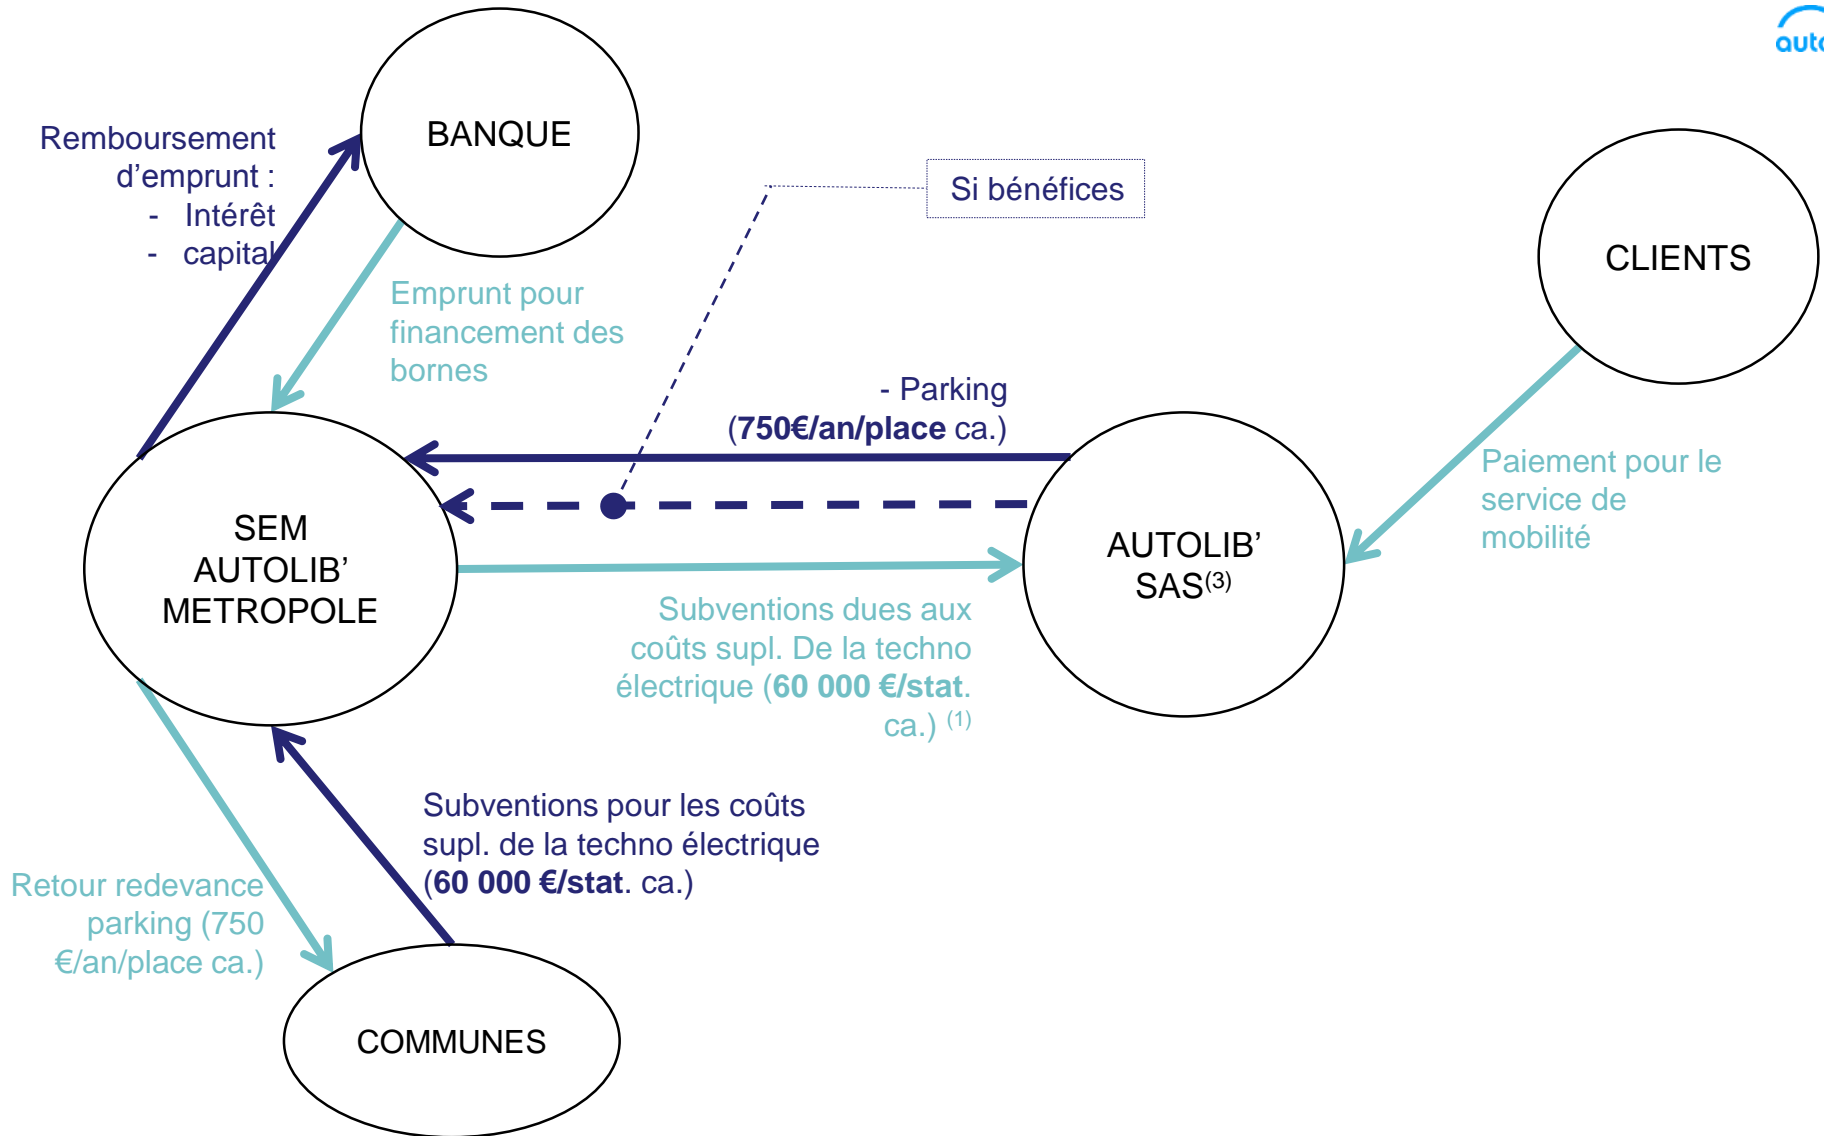 BANQUE
Remboursement
d’emprunt :
- Intérêt
- capital
Si bénéfices
CLIENTS
Emprunt pour
financement des
bornes
- Parking
(750€/an/place ca.)
Paiement pour le
service de
mobilité
SEM
AUTOLIB’
METROPOLE
AUTOLIB’
SAS(3)
Subventions dues aux
coûts supl. De la techno
électrique (60 000 €/stat.
ca.) (1)
Subventions pour les coûts
supl. de la techno électrique
(60 000 €/stat. ca.)
Retour redevance
parking (750
€/an/place ca.)
COMMUNES